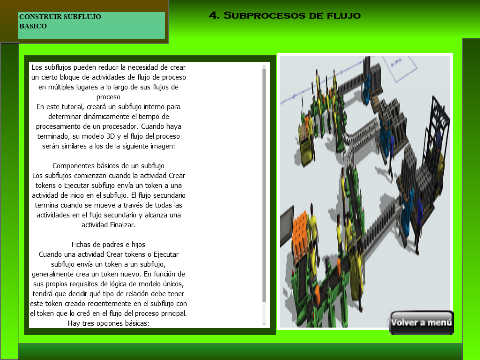 CONSTRUIR SUBFLUJO
BASICO
4. Subprocesos de flujo
Los subflujos pueden reducir la necesidad de crear
un cierto bloque de actividades de flujo de proceso
en múltiples lugares a lo largo de sus flujos de
proceso
En este tutorial, creará un subflujo interno para
determinar dinámicamente el tiempo de
procesamiento de un procesador. Cuando haya
terminado, su modelo 3D y el flujo del proceso
serán similares a los de la siguiente imagen:
Componentes básicos de un subflujo
Los subflujos comienzan cuando la actividad Crear
tokens o Ejecutar subflujo envía un token a una
actividad de inicio en el subflujo. El flujo secundario
termina cuando se mueve a través de todas las
actividades en el flujo secundario y alcanza una
actividad Finalizar.
Fichas de padres e hijos
Cuando una actividad Crear tokens o Ejecutar
subflujo envía un token a un subflujo,
generalmente crea un token nuevo. En función de
sus propios requisitos de lógica de modelo únicos,
tendrá que decidir qué tipo de relación debe tener
este token creado recientemente en el subflujo con
el token que lo creó en el flujo del proceso principal.
Hay tres opciones básicas:
Volver a menú